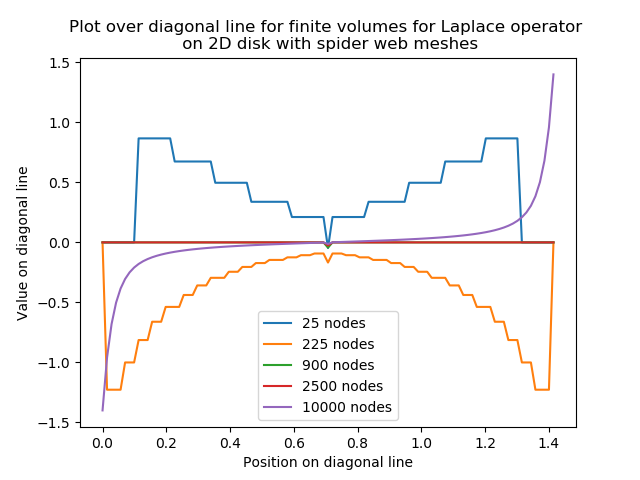 Plot over diagonal line for finite volumes for Laplace operator
on 2D disk with spider web meshes
1.5
1.0
0.5
0.0
−0.5
−1.0
−1.5
Value on diagonal line
25 nodes
225 nodes
900 nodes
2500 nodes
10000 nodes
0.0 0.2 0.4 0.6 0.8 1.0 1.2 1.4
Position on diagonal line